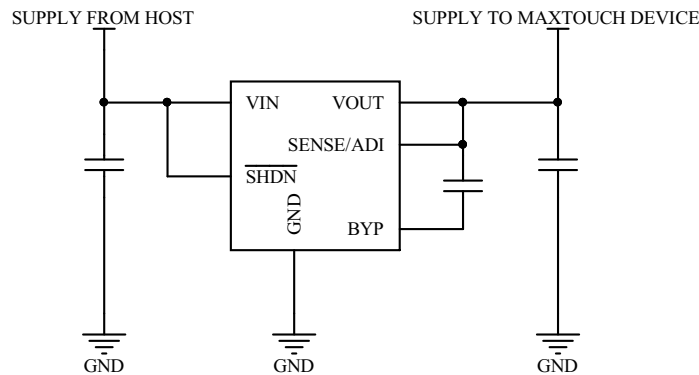 SUPPLY FROM HOST
SUPPLY TO MAXTOUCH DEVICE
VIN
VOUT
SENSE/ADI
SHDN
GND
BYP
GND
GND
GND